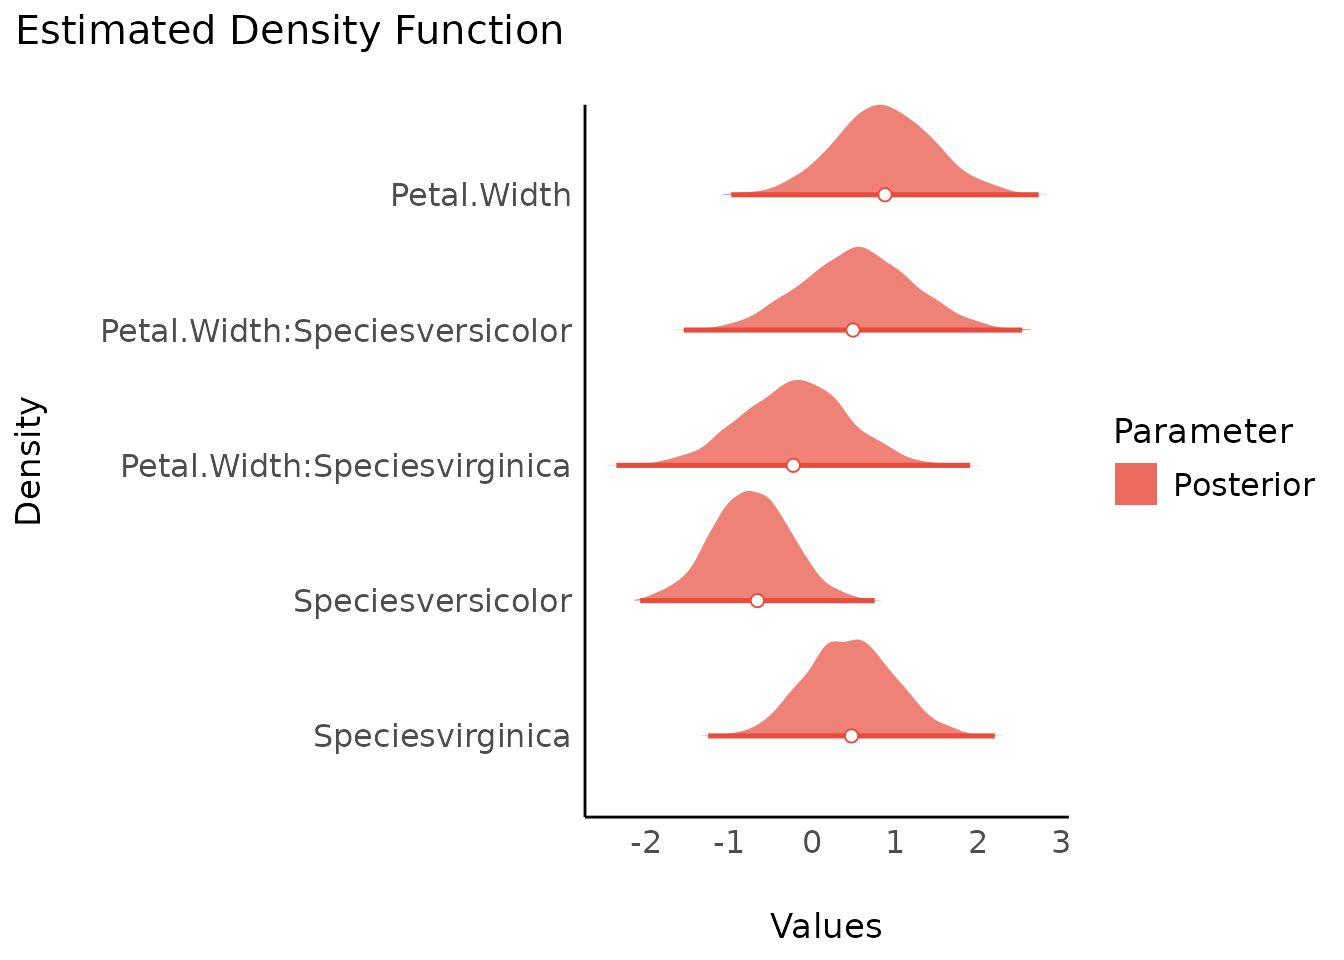 Estimated Density Function
Petal.Width
Petal.Width:Speciesversicolor
Petal.Width:Speciesvirginica
Speciesversicolor
Speciesvirginica
Density
-2 -1 0 1 2 3
Values
Parameter
Posterior